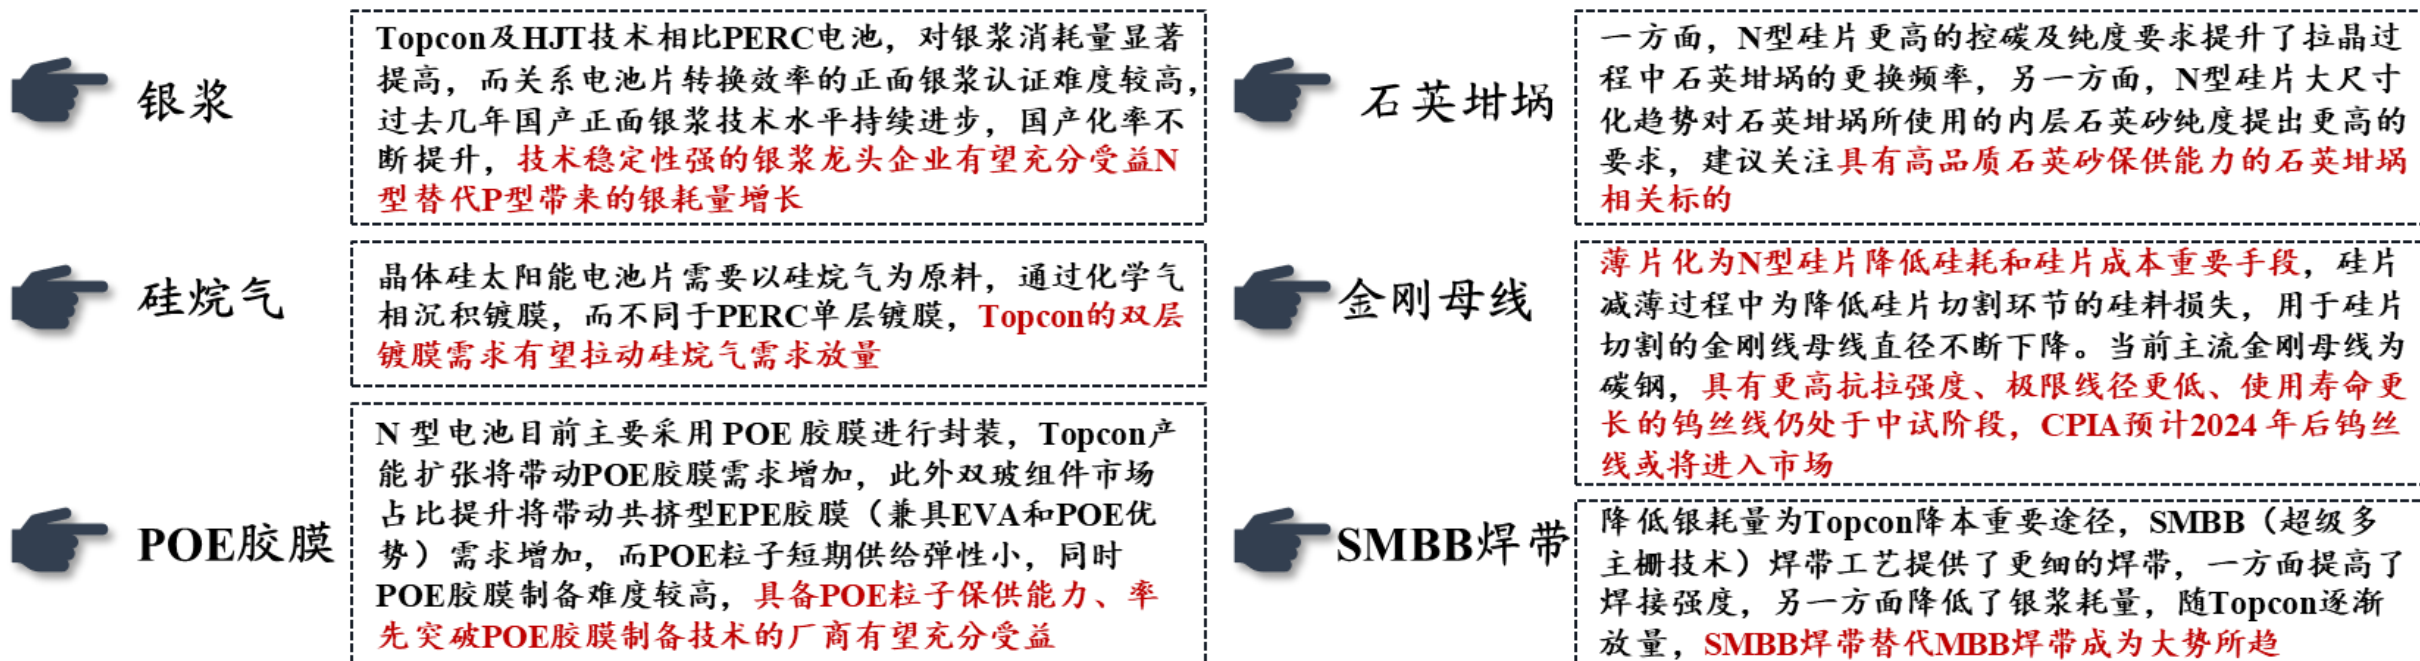 银浆
Topcon及HJT技术相比PERC电池，对银浆消耗量显著
提高，而关系电池片转换效率的正面银浆认证难度较高，
过去几年国产正面银浆技术水平持续进步，国产化率不
断提升，技术稳定性强的银浆龙头企业有望充分受益N
型替代P型带来的银耗量增长
硅烷气
晶体硅太阳能电池片需要以硅烷气为原料，通过化学气
相沉积镀膜，而不同于PERC单层镀膜，Topcon的双层
镀膜需求有望拉动硅烷气需求放量
POE胶膜
N 型电池目前主要采用 POE 胶膜进行封装，Topcon产
能扩张将带动POE胶膜需求增加，此外双玻组件市场
占比提升将带动共挤型EPE胶膜（兼具EVA和POE优
势）需求增加，而POE粒子短期供给弹性小，同时
POE胶膜制备难度较高，具备POE粒子保供能力、率
先突破POE胶膜制备技术的厂商有望充分受益
石英坩埚
一方面，N型硅片更高的控碳及纯度要求提升了拉晶过
程中石英坩埚的更换频率，另一方面，N型硅片大尺寸
化趋势对石英坩埚所使用的内层石英砂纯度提出更高的
要求，建议关注具有高品质石英砂保供能力的石英坩埚
相关标的
金刚母线
薄片化为N型硅片降低硅耗和硅片成本重要手段，硅片
减薄过程中为降低硅片切割环节的硅料损失，用于硅片
切割的金刚线母线直径不断下降。当前主流金刚母线为
碳钢，具有更高抗拉强度、极限线径更低、使用寿命更
长的钨丝线仍处于中试阶段，CPIA预计2024 年后钨丝
线或将进入市场
SMBB焊带
降低银耗量为Topcon降本重要途径，SMBB（超级多
主栅技术）焊带工艺提供了更细的焊带，一方面提高了
焊接强度，另一方面降低了银浆耗量，随Topcon逐渐
放量，SMBB焊带替代MBB焊带成为大势所趋